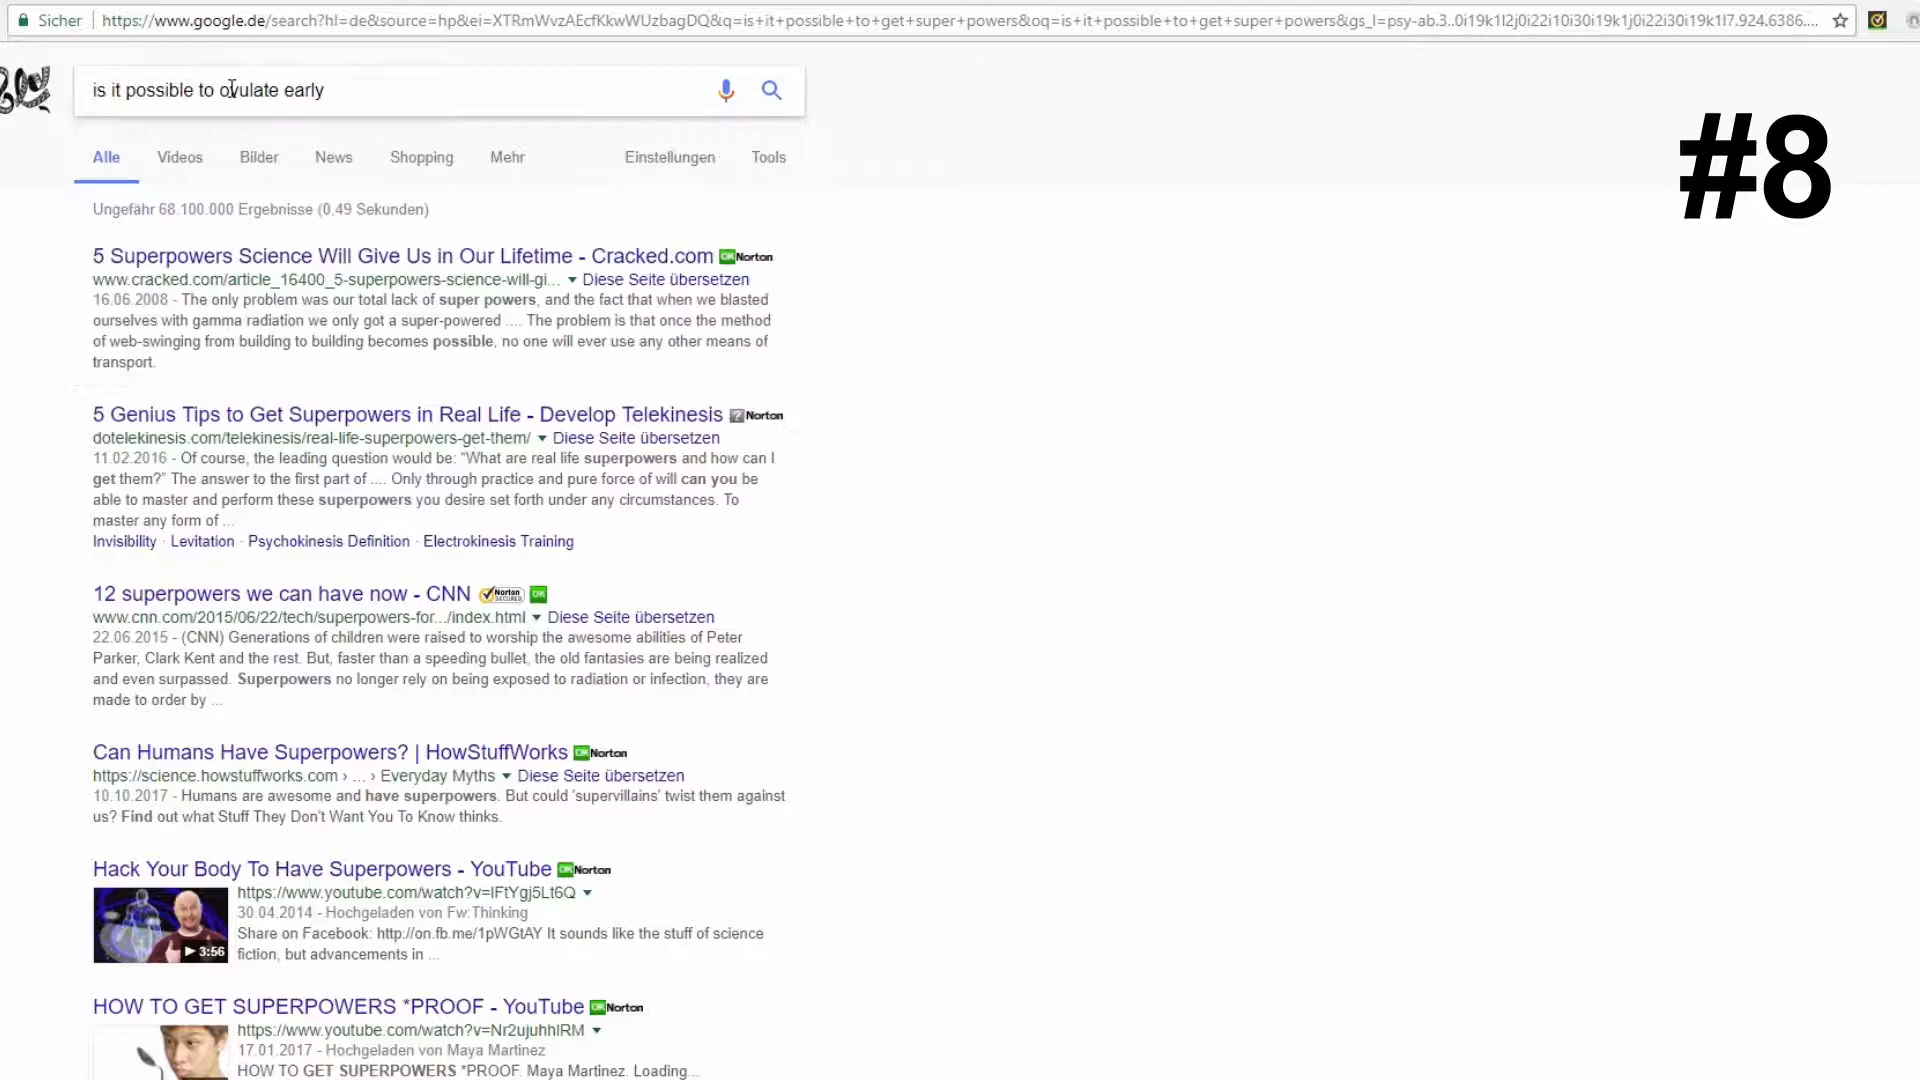 Sicher https://www.google.de/search?hl=de&source=hp&ei=XTRmWvzAEcfKkwWUzbagDQ&q=is+it+possible+to+get+super+powers&oq=is+it+possible+to+get+super+powers&gs_l=psy-ab.3..0i19k1l2j0i22i10i30i19k1j0i22i30i19k1l7.924.6386....
is it possible to ovulate early
#8
Alle Videos Bilder News Shopping Mehr Einstellungen Tools
Ungefähr 68.100.000 Ergebnisse (0,49 Sekunden)
5 Superpowers Science Will Give Us in Our Lifetime - Cracked.com OK Norton
www.cracked.com/article_16400_5-superpowers-science-will-gi... Diese Seite übersetzen
16.06.2008 - The only problem was our total lack of super powers, and the fact that when we blasted
ourselves with gamma radiation we only got a super-powered .... The problem is that once the method
of web-swinging from building to building becomes possible, no one will ever use any other means of
transport.
5 Genius Tips to Get Superpowers in Real Life - Develop Telekinesis ? Norton
dotelekinesis.com/telekinesis/real-life-superpowers-get-them/ Diese Seite übersetzen
11.02.2016 - Of course, the leading question would be: “What are real life superpowers and how can I
get them?” The answer to the first part of .... Only through practice and pure force of will can you be
able to master and perform these superpowers you desire set forth under any circumstances. To
master any form of ...
Invisibility · Levitation · Psychokinesis Definition · Electrokinesis Training
12 superpowers we can have now - CNN Norton SECURED OK
www.cnn.com/2015/06/22/tech/superpowers-for.../index.html Diese Seite übersetzen
22.06.2015 - (CNN) Generations of children were raised to worship the awesome abilities of Peter
Parker, Clark Kent and the rest. But, faster than a speeding bullet, the old fantasies are being realized
and even surpassed. Superpowers no longer rely on being exposed to radiation or infection, they are
made to order by ...
Can Humans Have Superpowers? | HowStuffWorks OK Norton
https://science.howstuffworks.com › ... › Everyday Myths Diese Seite übersetzen
10.10.2017 - Humans are awesome and have superpowers. But could 'supervillains' twist them against
us? Find out what Stuff They Don't Want You To Know thinks.
Hack Your Body To Have Superpowers - YouTube OK Norton
https://www.youtube.com/watch?v=lFtYgj5Lt6Q
30.04.2014 - Hochgeladen von Fw:Thinking
Share on Facebook: http://on.fb.me/1pWGtAY It sounds like the stuff of science
3:56 fiction, but advancements in ...
HOW TO GET SUPERPOWERS *PROOF - YouTube OK Norton
https://www.youtube.com/watch?v=Nr2ujuhhlRM
17.01.2017 - Hochgeladen von Maya Martinez
HOW TO GET SUPERPOWERS *PROOF. Maya Martinez. Loading...